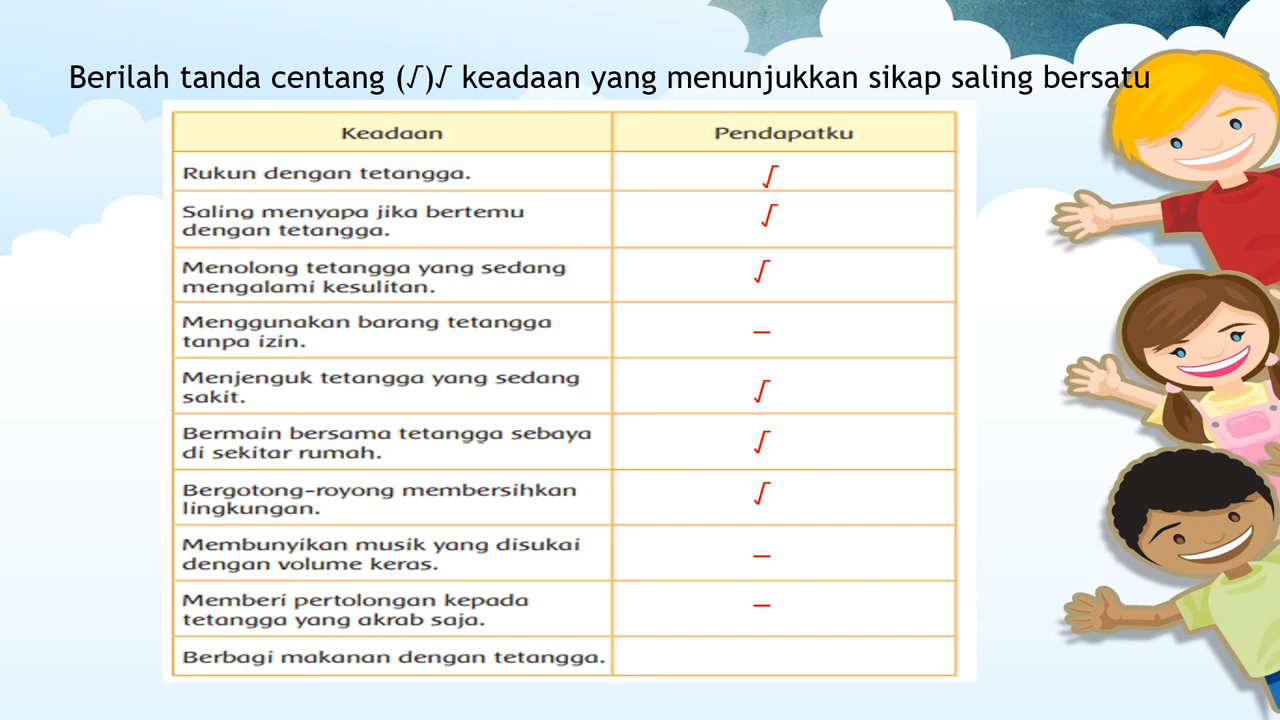 Berilah tanda centang (√)√ keadaan yang menunjukkan sikap saling bersatu
Keadaan Pendapatku
Rukun dengan tetangga. √
Saling menyapa jika bertemu
dengan tetangga. √
Menolong tetangga yang sedang
mengalami kesulitan. √
Menggunakan barang tetangga
tanpa izin. –
Menjenguk tetangga yang sedang
sakit. √
Bermain bersama tetangga sebaya
di sekitar rumah. √
Bergotong-royong membersihkan
lingkungan. √
Membunyikan musik yang disukai
dengan volume keras. –
Memberi pertolongan kepada
tetangga yang akrab saja. –
Berbagi makanan dengan tetangga.